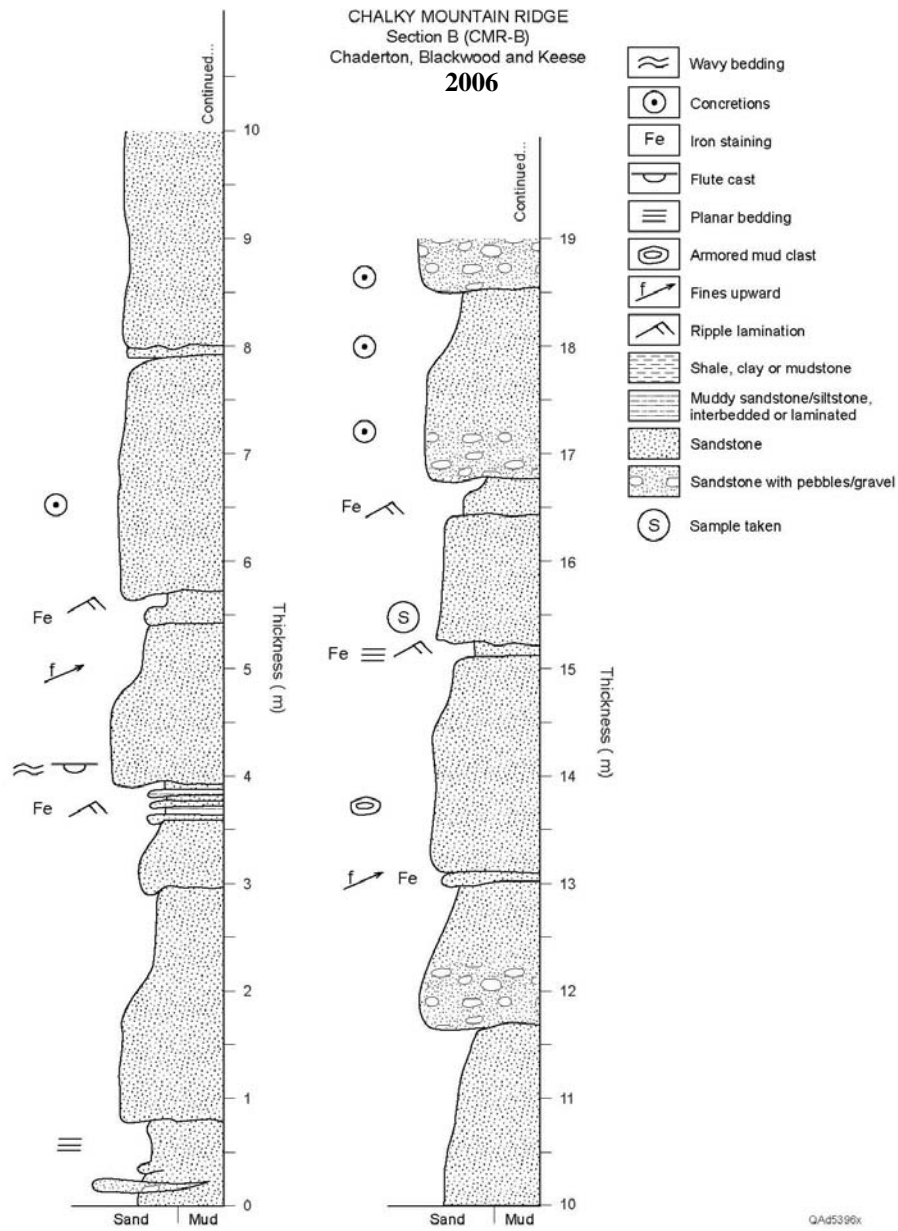 CHALKY MOUNTAIN RIDGE
Section B (CMR-B)
Chaderton, Blackwood and Keese
2006
Continued...
10
9
8
7
6
5
4
3
2
1
0
Thickness ( m)
Fe
f
Fe
Sand | Mud
Continued...
19
18
17
16
15
14
13
12
11
10
Thickness ( m)
Fe
S
Fe
f Fe
Sand | Mud
Wavy bedding
Concretions
Fe Iron staining
Flute cast
Planar bedding
Armored mud clast
f Fines upward
Ripple lamination
Shale, clay or mudstone
Muddy sandstone/siltstone,
interbedded or laminated
Sandstone
Sandstone with pebbles/gravel
S Sample taken
QAd5396x